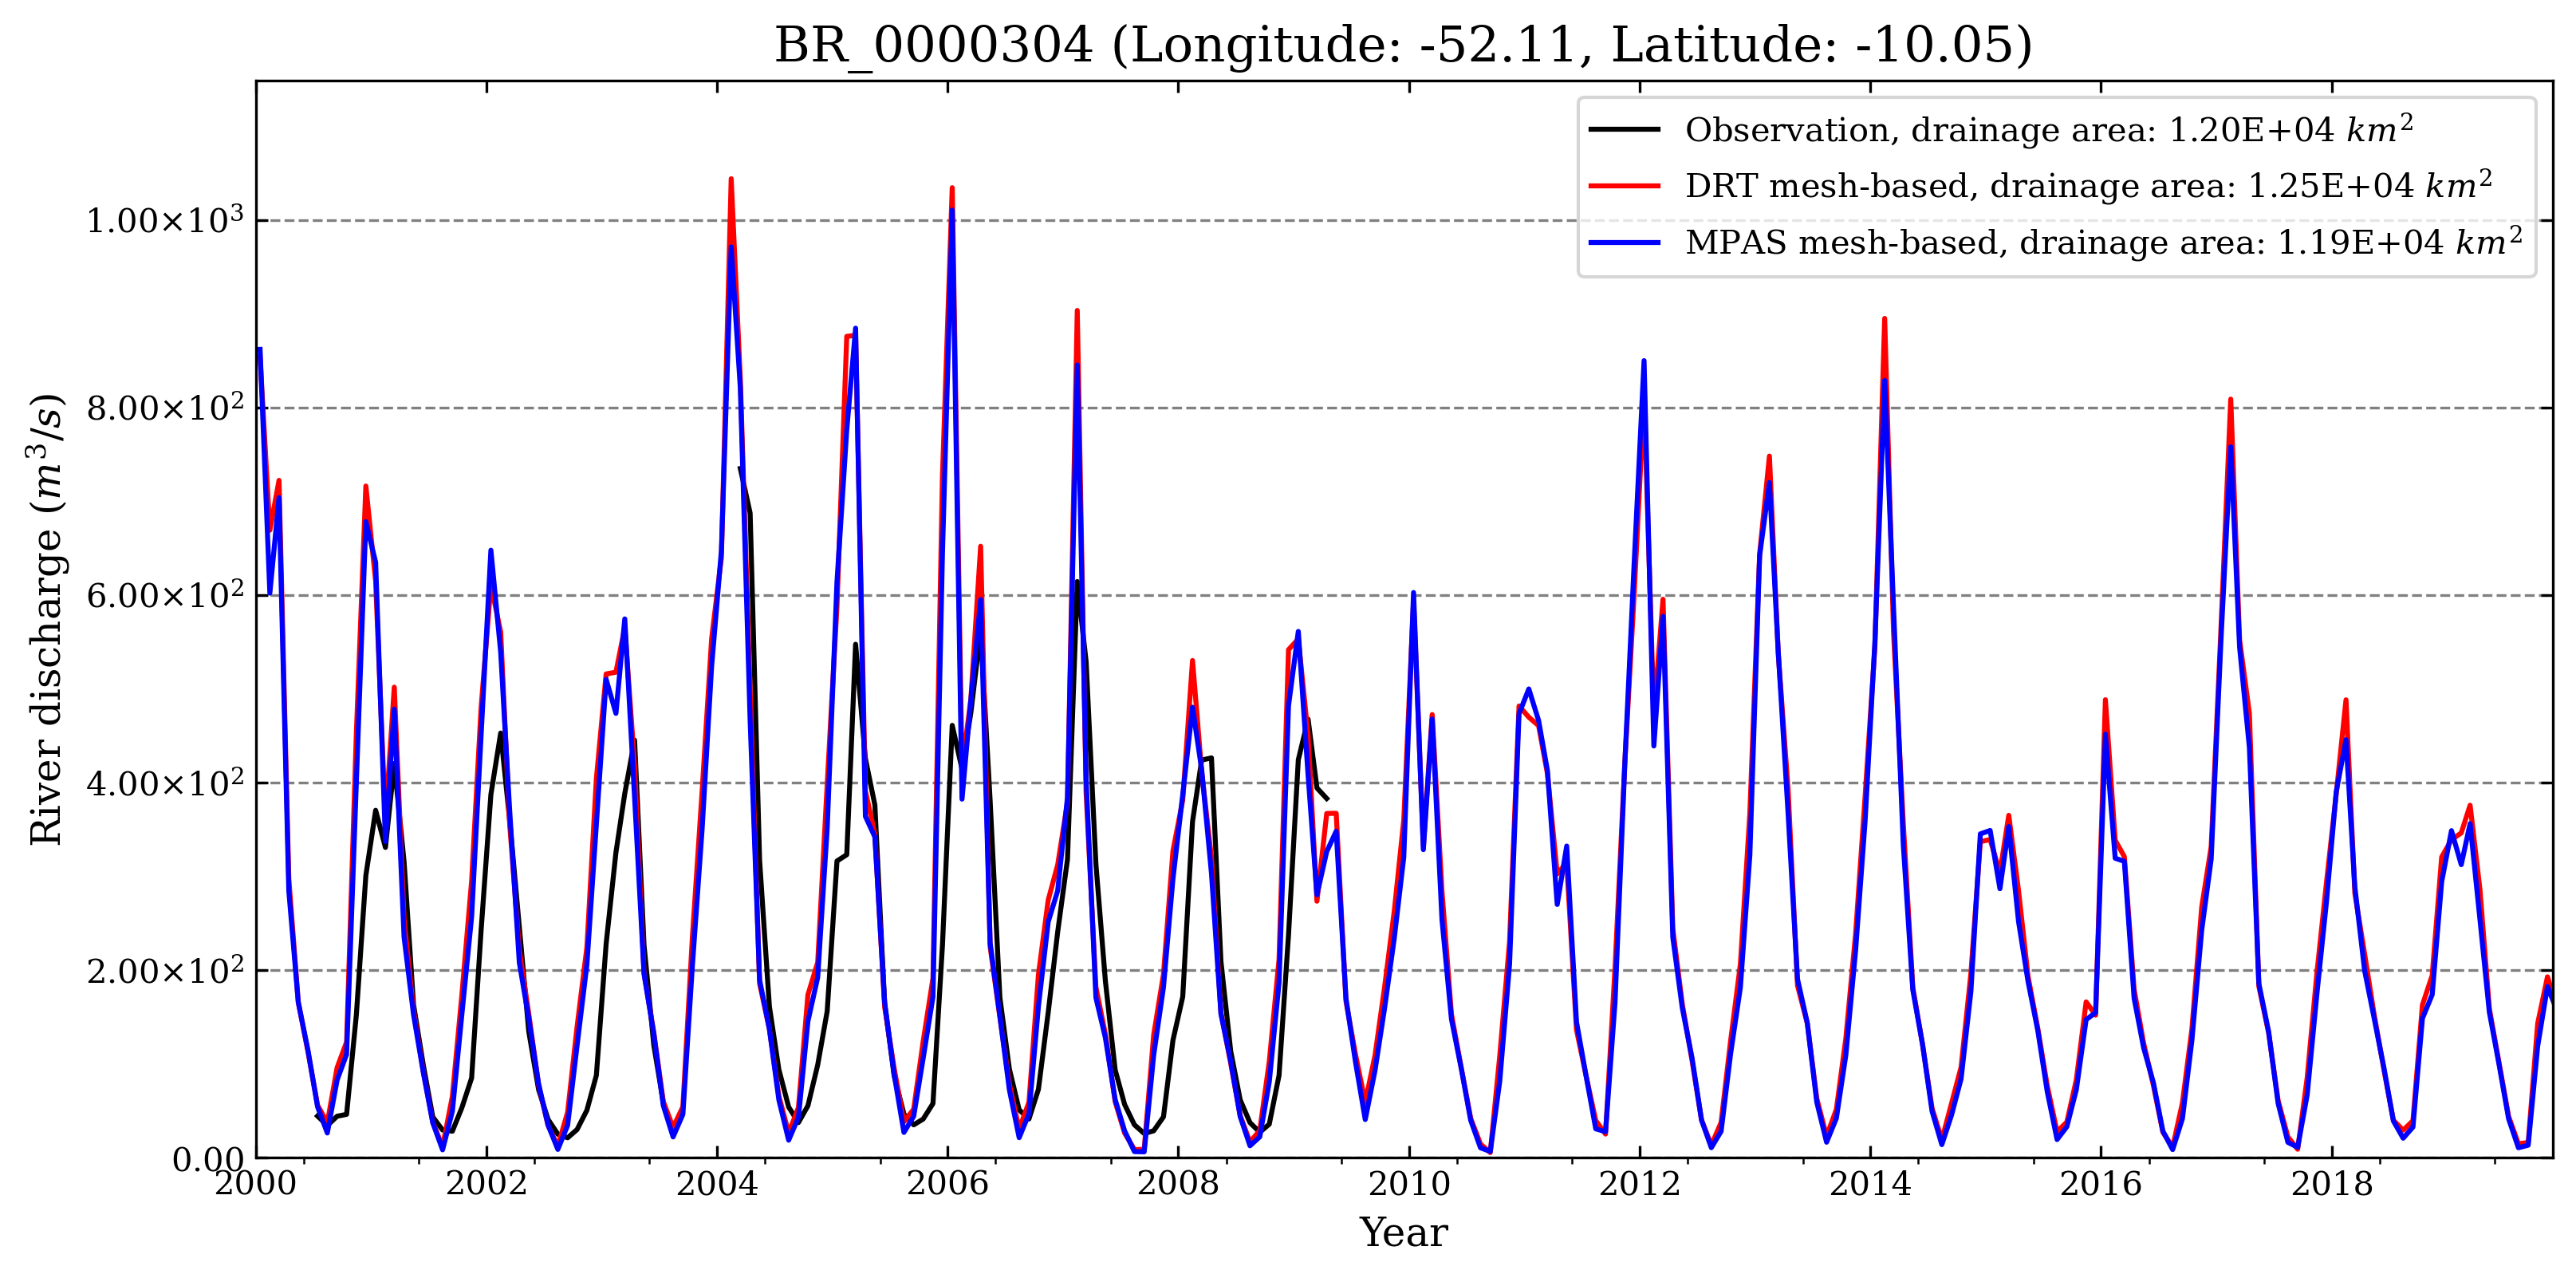 BR_0000304 (Longitude: -52.11, Latitude: -10.05)
Observation, drainage area: 1.20E+04 km²
DRT mesh-based, drainage area: 1.25E+04 km²
MPAS mesh-based, drainage area: 1.19E+04 km²
River discharge (m³/s)
1.00×10³
8.00×10²
6.00×10²
4.00×10²
2.00×10²
0.00
2000 2002 2004 2006 2008 2010 2012 2014 2016 2018
Year